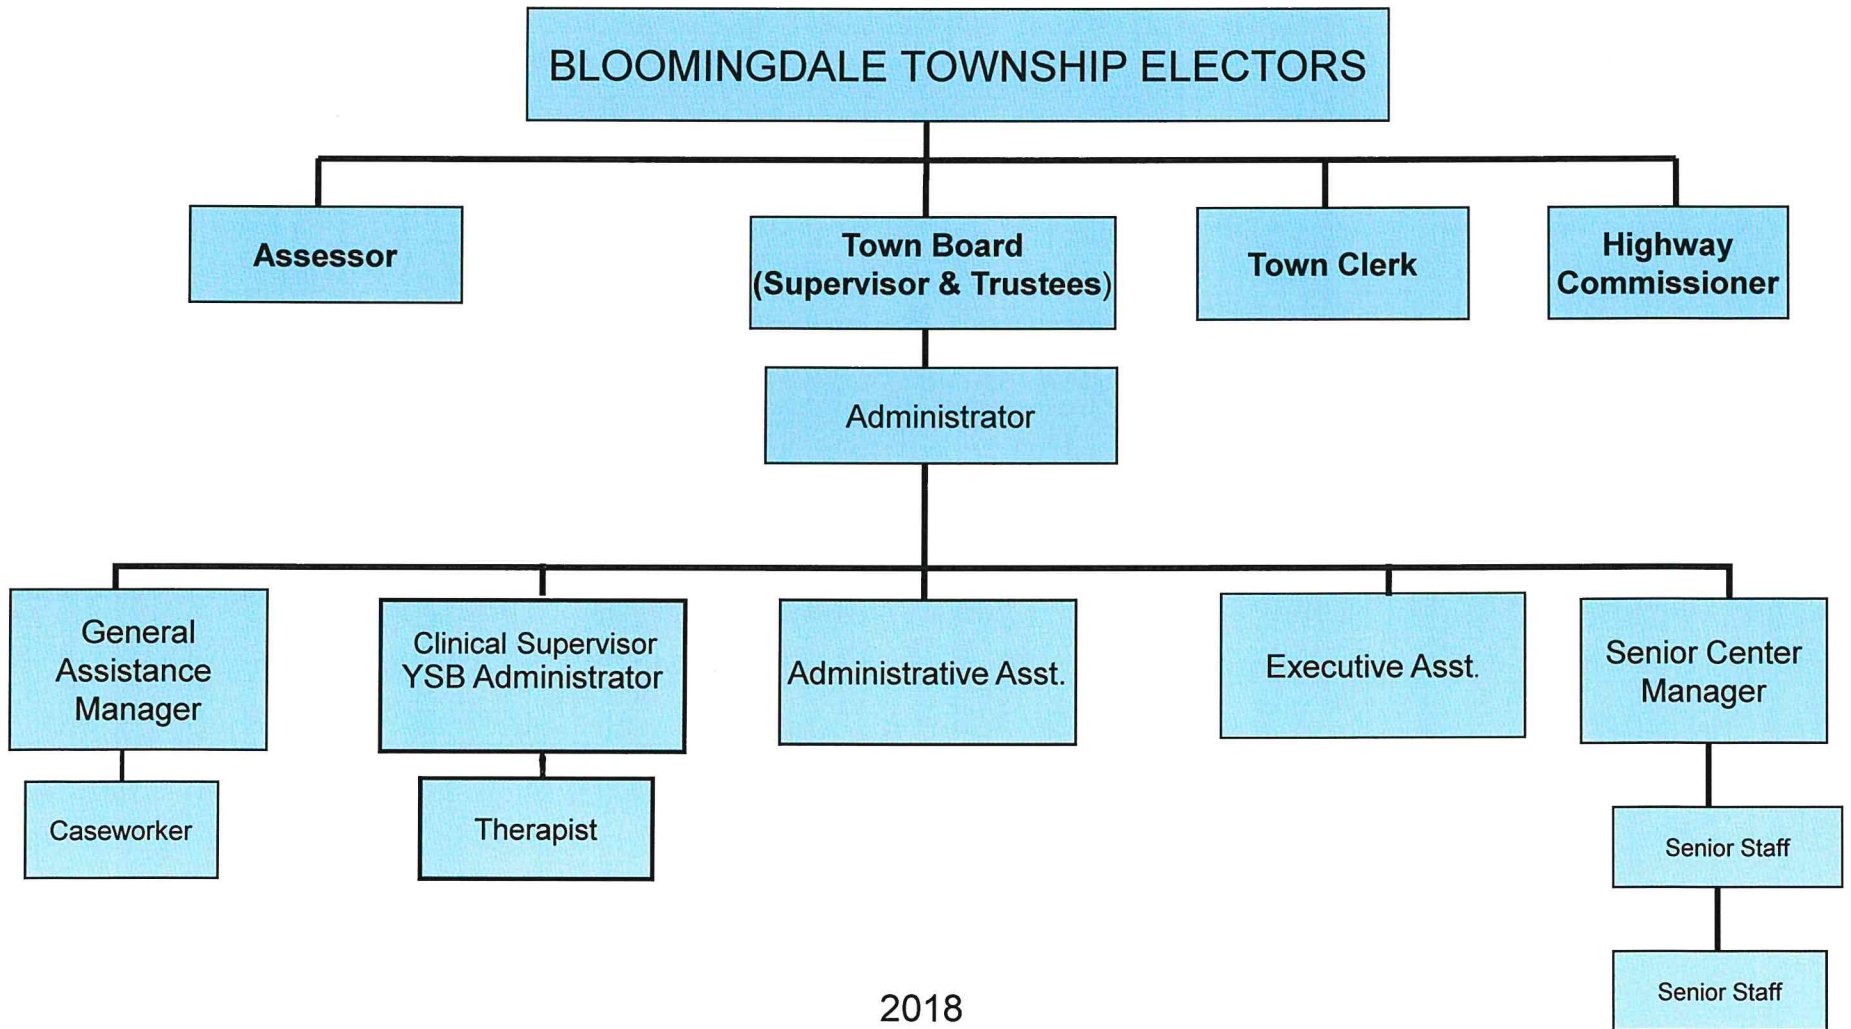 BLOOMINGDALE TOWNSHIP ELECTORS
Assessor
Town Board
(Supervisor & Trustees)
Town Clerk
Highway
Commissioner
Administrator
General
Assistance
Manager
Clinical Supervisor
YSB Administrator
Administrative Asst.
Executive Asst.
Senior Center
Manager
Caseworker
Therapist
Senior Staff
Senior Staff
2018